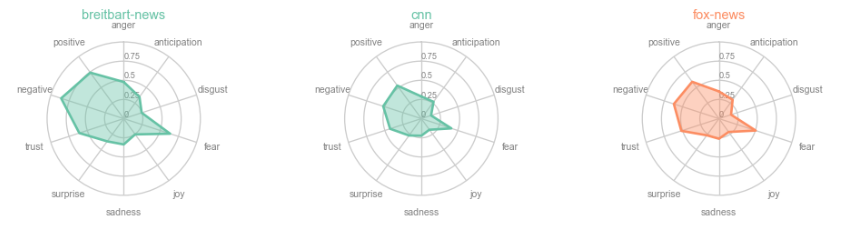 breitbart-news
anger
positive
anticipation
0.75
0.5
negative
disgust
0.25
0
trust
fear
surprise
joy
sadness
cnn
anger
positive
anticipation
0.75
0.5
negative
disgust
0.25
0
trust
fear
surprise
joy
sadness
fox-news
anger
positive
anticipation
0.75
0.5
negative
disgust
0.25
0
trust
fear
surprise
joy
sadness